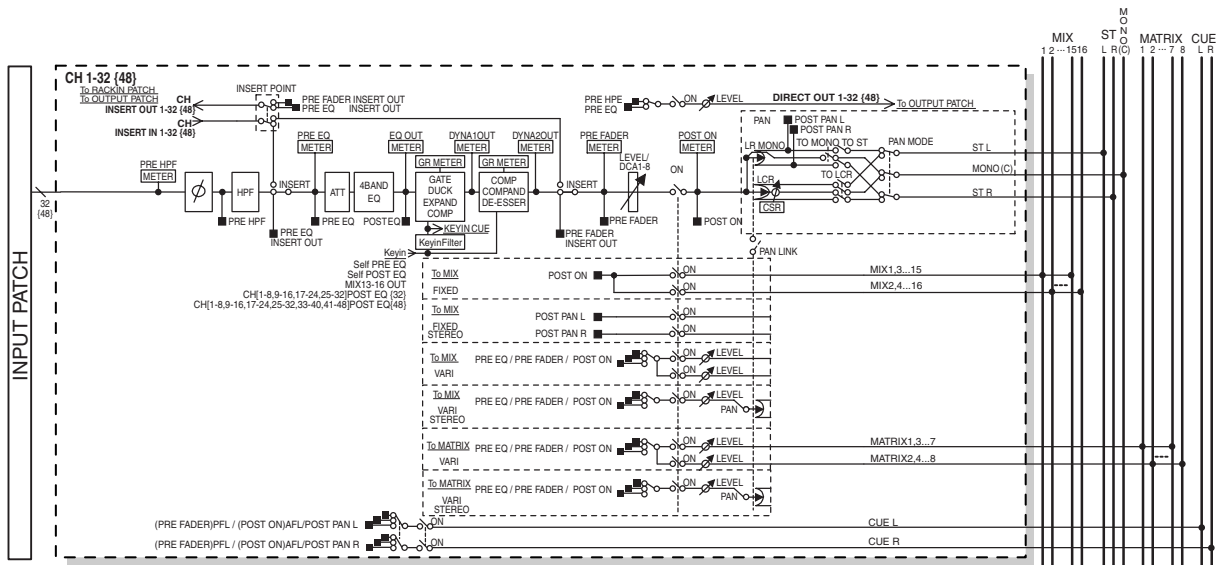 MIX
1 2 ··· 15 16
ST
L R
MONO
(C)
MATRIX
1 2 ··· 7 8
CUE
L R
INPUT PATCH
32
{48}
CH 1-32 {48}
To RACKIN PATCH
To OUTPUT PATCH
CH
INSERT OUT 1-32 {48}
CH
INSERT IN 1-32 {48}
INSERT POINT
PRE FADER INSERT OUT
PRE EQ INSERT OUT
PRE HPE
PRE EQ
ON
LEVEL
DIRECT OUT 1-32 {48}
To OUTPUT PATCH
PRE HPF
METER
Ø
HPF
PRE HPF
INSERT
PRE EQ
INSERT OUT
PRE EQ
METER
PRE EQ
ATT
4BAND
EQ
EQ OUT
METER
POST EQ
DYNA1OUT
METER
GR METER
GATE
DUCK
EXPAND
COMP
KEYIN CUE
KeyinFilter
DYNA2OUT
METER
GR METER
COMP
COMPAND
DE-ESSER
INSERT
PRE FADER
INSERT OUT
PRE FADER
METER
PRE FADER
LEVEL/
DCA1-8
ON
POST ON
METER
POST ON
PAN
POST PAN L
POST PAN R
LR MONO
TO MONO TO ST
PAN MODE
LCR
TO LCR
CSR
ST L
MONO(C)
ST R
PAN LINK
Keyin
Self PRE EQ
Self POST EQ
MIX13-16 OUT
CH[1-8,9-16,17-24,25-32]POST EQ {32}
CH[1-8,9-16,17-24,25-32,33-40,41-48]POST EQ{48}
To MIX
FIXED
POST ON
ON
ON
MIX1,3...15
MIX2,4...16
To MIX
FIXED
STEREO
POST PAN L
POST PAN R
ON
ON
To MIX
VARI
PRE EQ / PRE FADER / POST ON
ON
LEVEL
ON
LEVEL
To MIX
VARI
STEREO
PRE EQ / PRE FADER / POST ON
ON
LEVEL
PAN
To MATRIX
VARI
PRE EQ / PRE FADER / POST ON
ON
LEVEL
ON
LEVEL
MATRIX1,3...7
MATRIX2,4...8
To MATRIX
VARI
STEREO
PRE EQ / PRE FADER / POST ON
ON
LEVEL
PAN
(PRE FADER)PFL / (POST ON)AFL/POST PAN L
ON
CUE L
(PRE FADER)PFL / (POST ON)AFL/POST PAN R
ON
CUE R